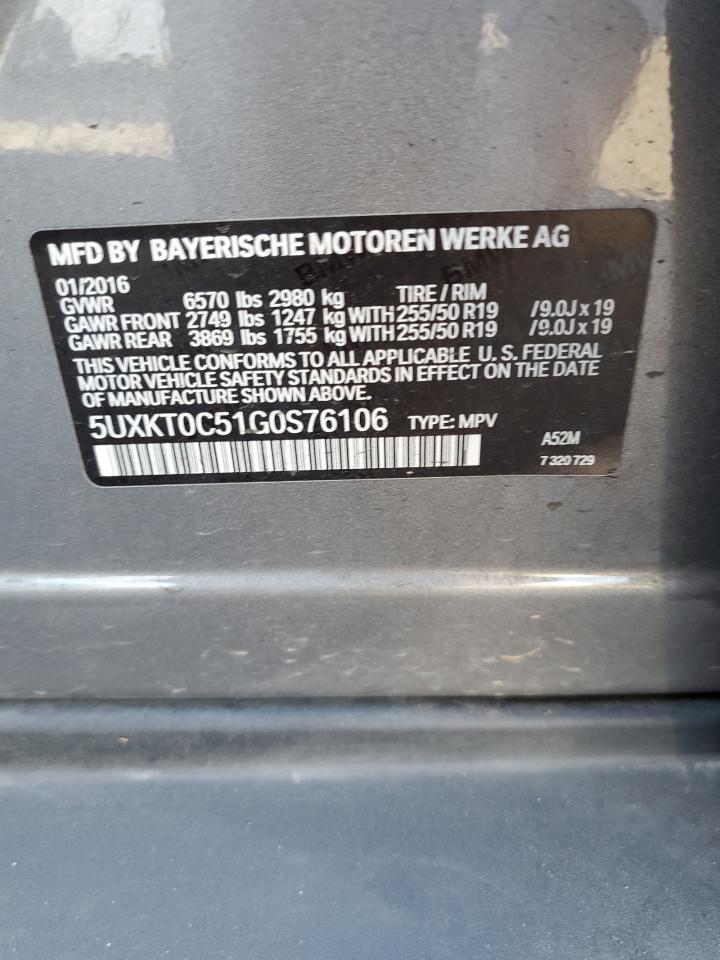 MFD BY BAYERISCHE MOTOREN WERKE AG
01/2016
GVWR 6570 lbs 2980 kg TIRE / RIM
GAWR FRONT 2749 lbs 1247 kg WITH 255/50 R19 /9.0J x 19
GAWR REAR 3869 lbs 1755 kg WITH 255/50 R19 /9.0J x 19
THIS VEHICLE CONFORMS TO ALL APPLICABLE U. S. FEDERAL
MOTOR VEHICLE SAFETY STANDARDS IN EFFECT ON THE DATE
OF MANUFACTURE SHOWN ABOVE.
5UXKT0C51G0S76106 TYPE: MPV
A52M
7 320 729